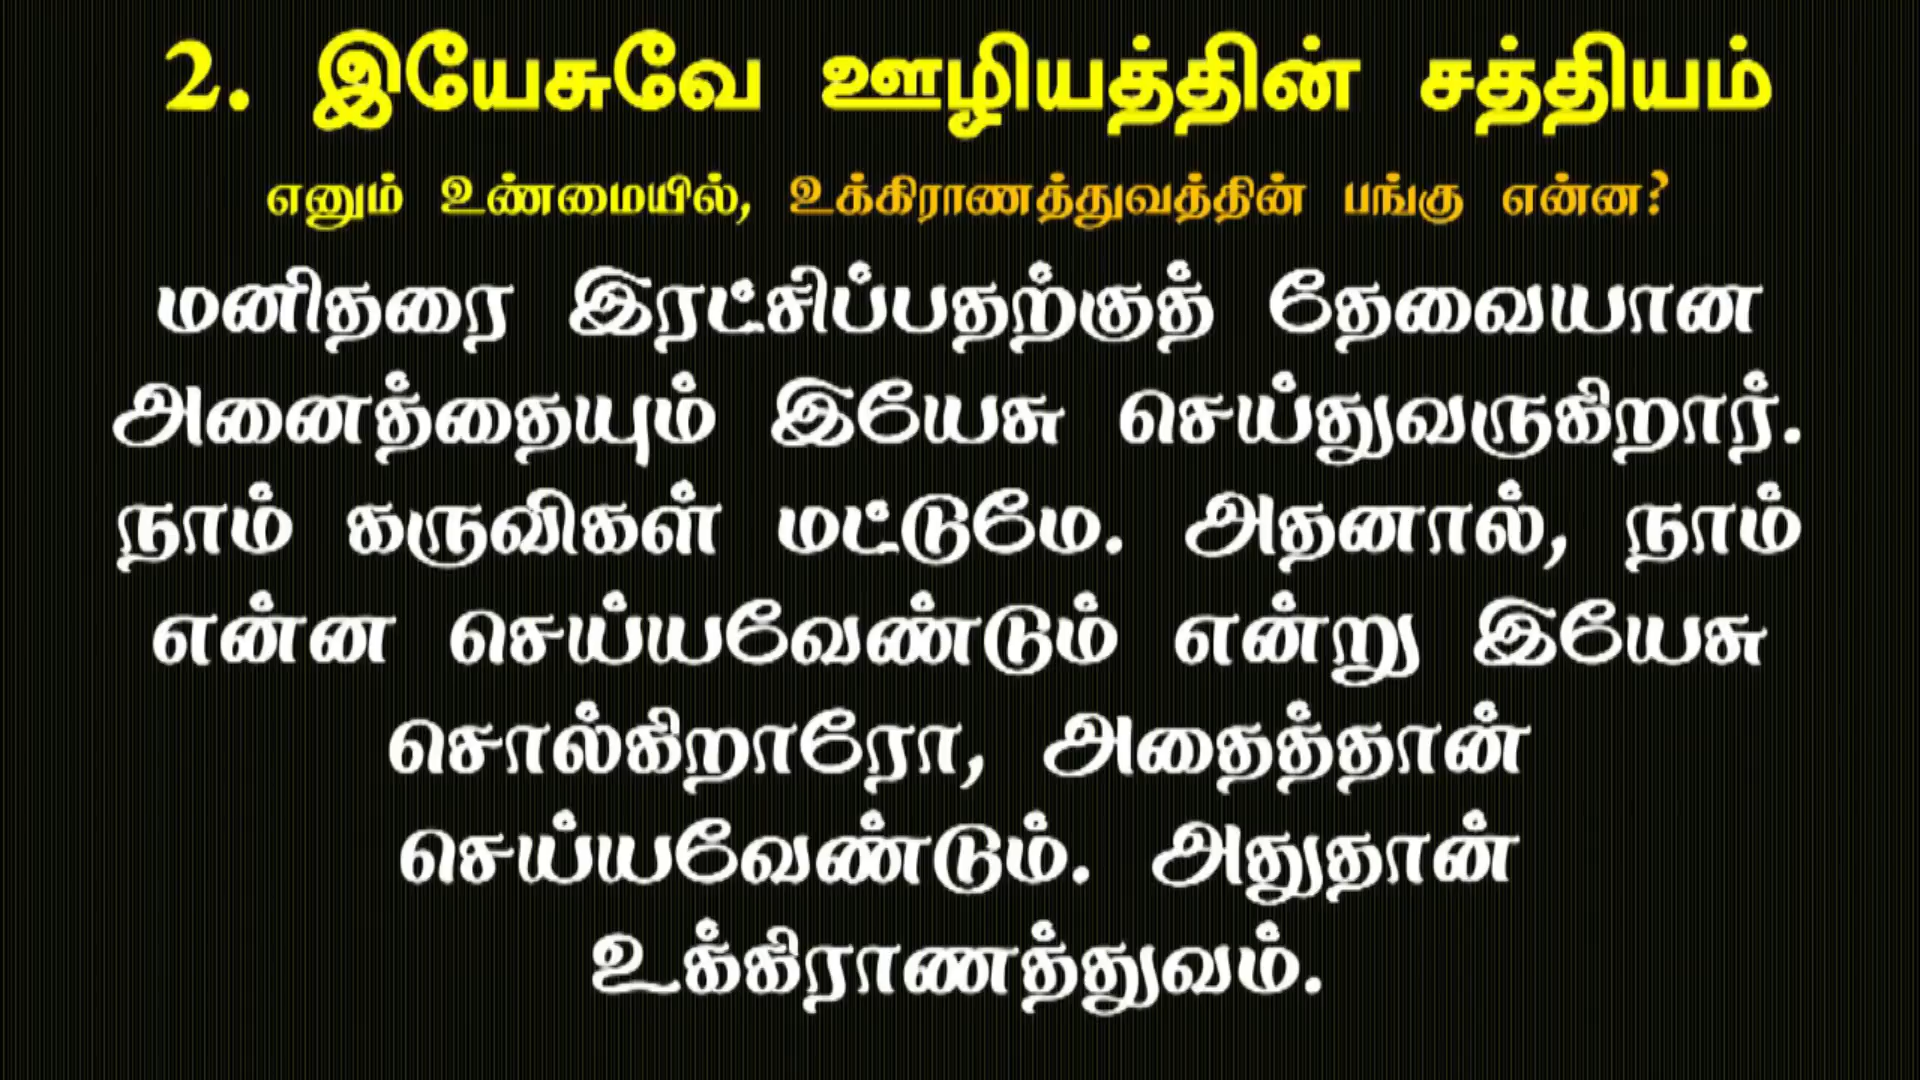 2. இயேசுவே ஊழியத்தின் சத்தியம்
எனும் உண்மையில், உக்கிராணத்துவத்தின் பங்கு என்ன?
மனிதரை இரட்சிப்பதற்குத் தேவையான
அனைத்தையும் இயேசு செய்துவருகிறார்.
நாம் கருவிகள் மட்டுமே. அதனால், நாம்
என்ன செய்யவேண்டும் என்று இயேசு
சொல்கிறாரோ, அதைத்தான்
செய்யவேண்டும். அதுதான்
உக்கிராணத்துவம்.